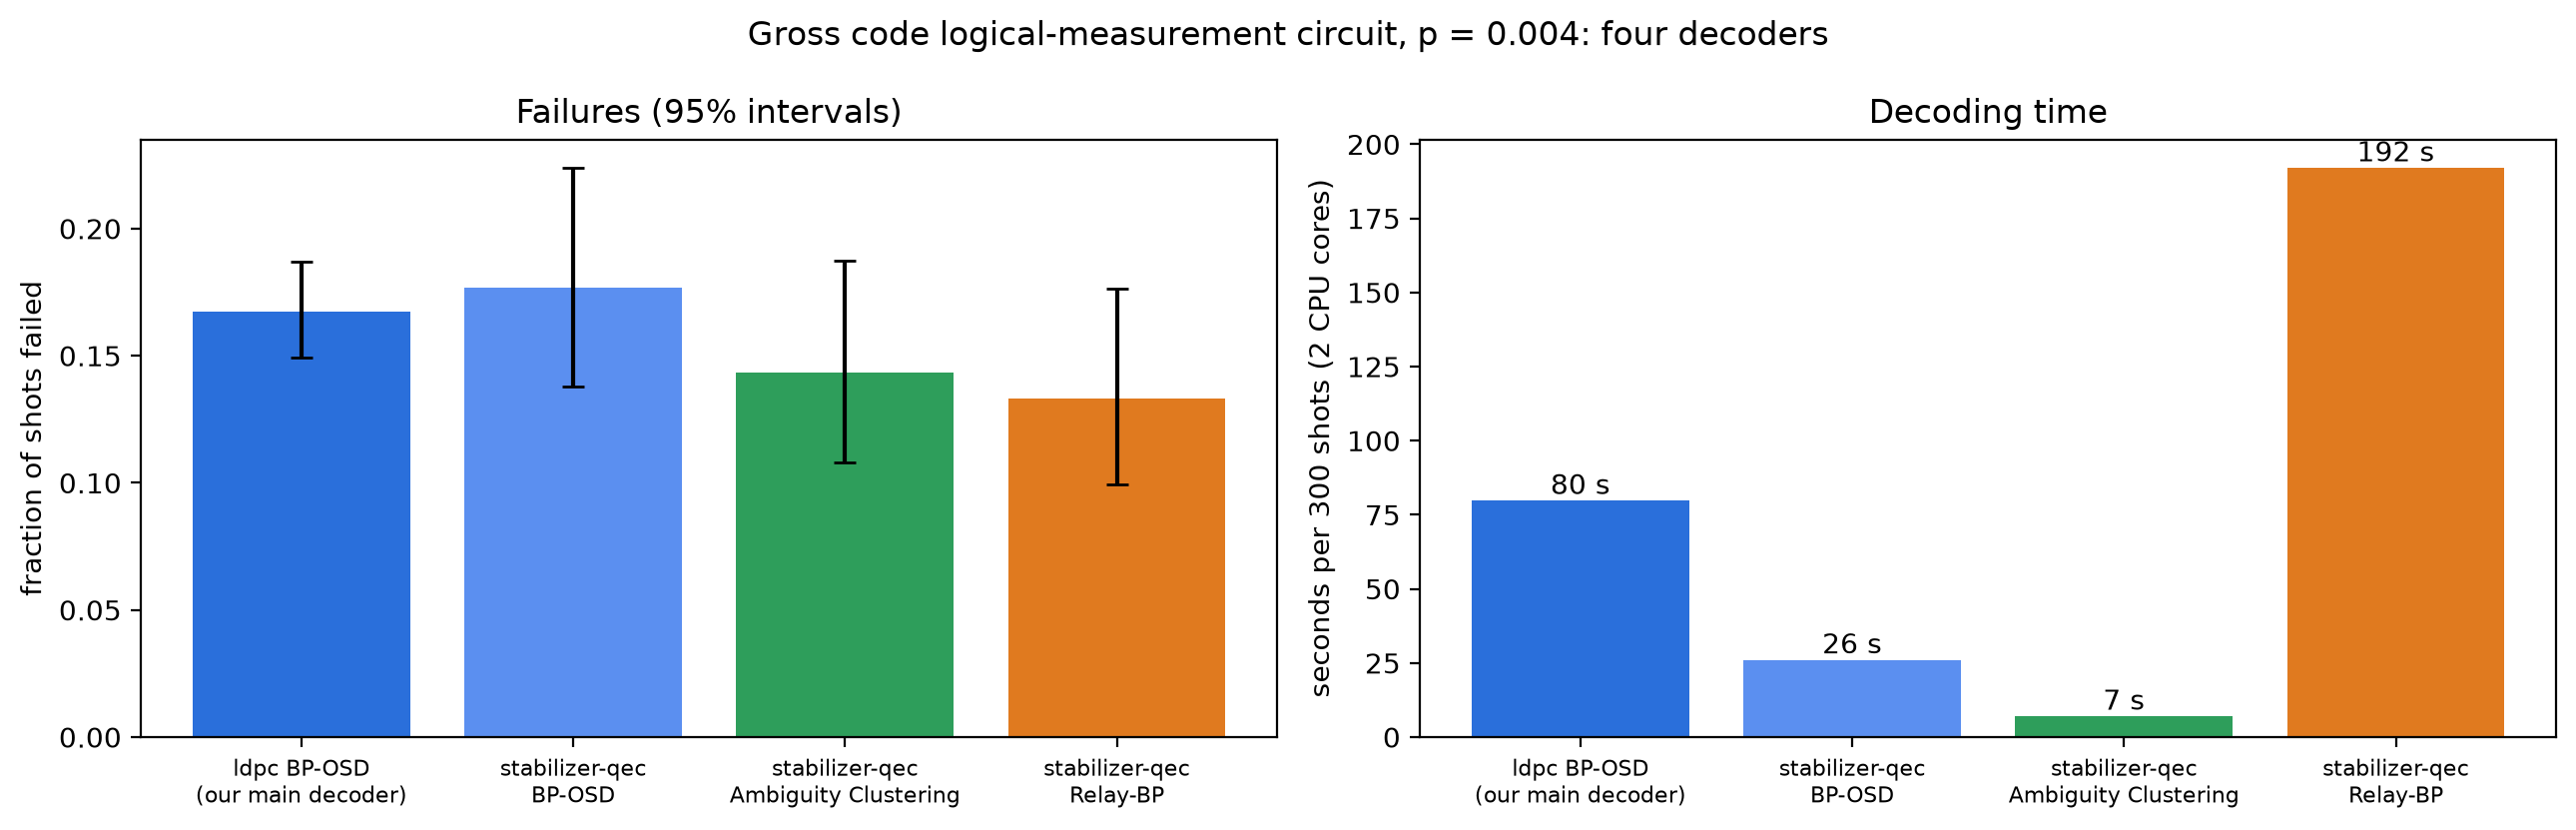 Gross code logical-measurement circuit, p = 0.004: four decoders
Failures (95% intervals)
fraction of shots failed
0.20
0.15
0.10
0.05
0.00
ldpc BP-OSD
(our main decoder)
stabilizer-qec
BP-OSD
stabilizer-qec
Ambiguity Clustering
stabilizer-qec
Relay-BP
Decoding time
seconds per 300 shots (2 CPU cores)
200
175
150
125
100
75
50
25
0
80 s
26 s
7 s
192 s
ldpc BP-OSD
(our main decoder)
stabilizer-qec
BP-OSD
stabilizer-qec
Ambiguity Clustering
stabilizer-qec
Relay-BP